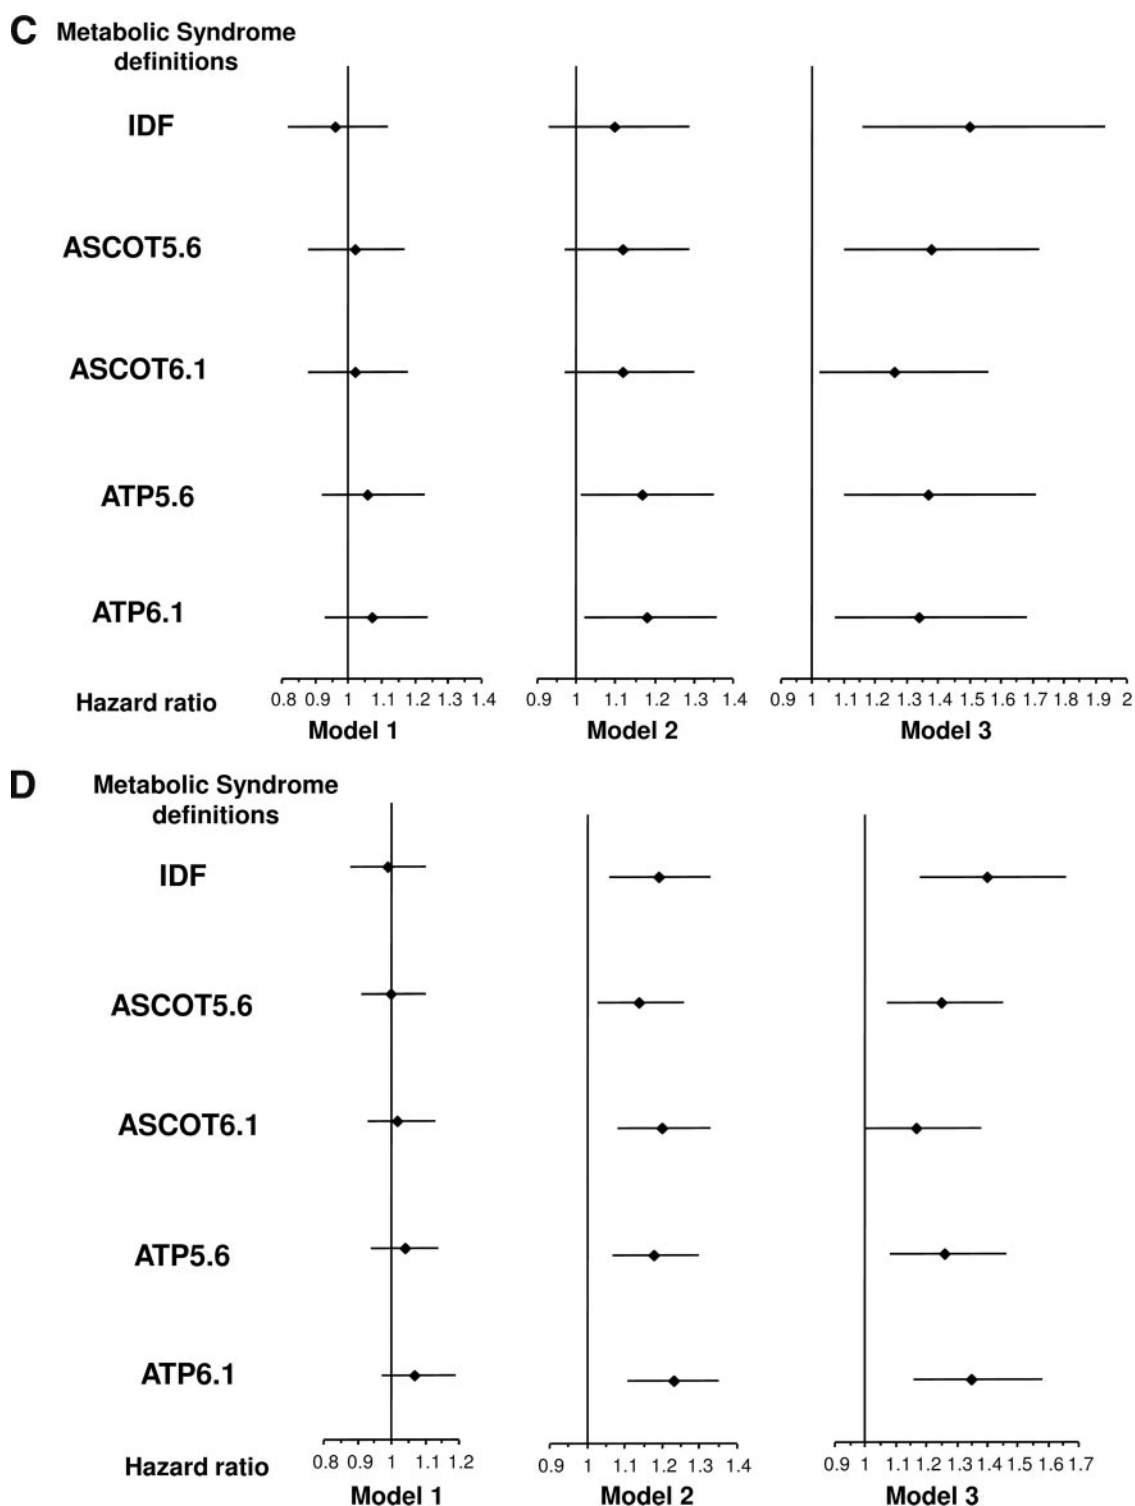 C Metabolic Syndrome
definitions
IDF
ASCOT5.6
ASCOT6.1
ATP5.6
ATP6.1
Hazard ratio
0.8 0.9 1 1.1 1.2 1.3 1.4
0.9 1 1.1 1.2 1.3 1.4
0.9 1 1.1 1.2 1.3 1.4 1.5 1.6 1.7 1.8 1.9 2
Model 1 Model 2 Model 3
D Metabolic Syndrome
definitions
IDF
ASCOT5.6
ASCOT6.1
ATP5.6
ATP6.1
Hazard ratio
0.8 0.9 1 1.1 1.2
0.9 1 1.1 1.2 1.3 1.4
0.9 1 1.1 1.2 1.3 1.4 1.5 1.6 1.7
Model 1 Model 2 Model 3